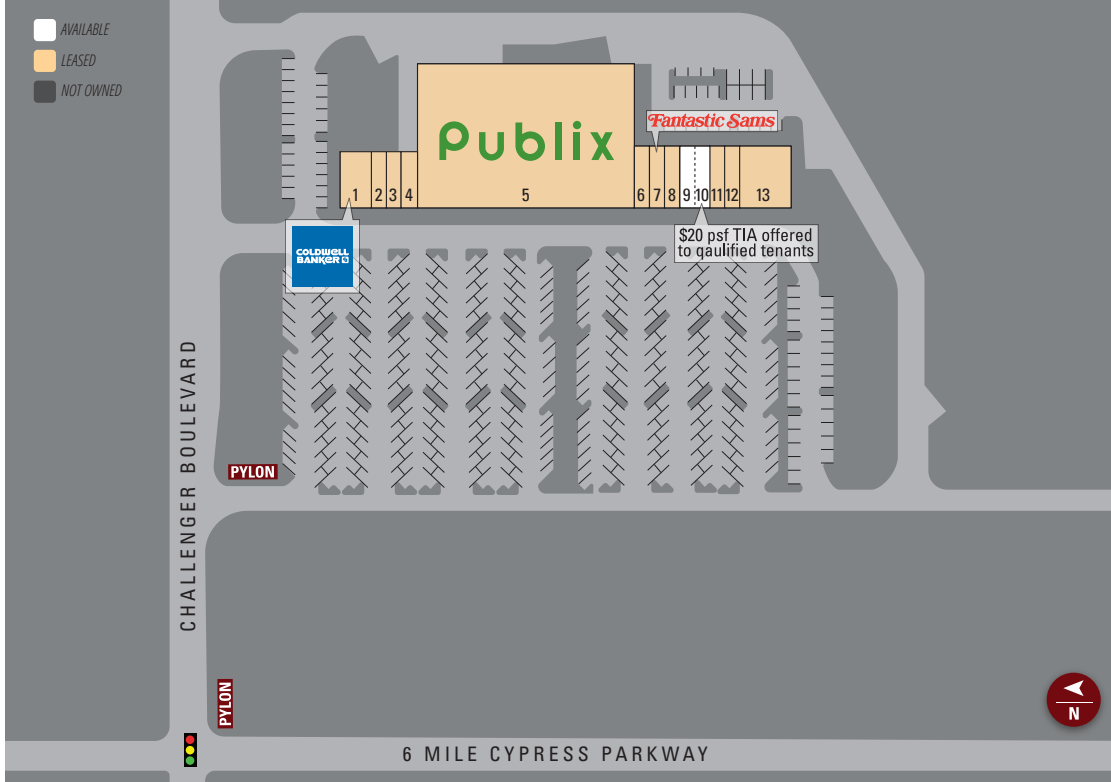 AVAILABLE
LEASED
NOT OWNED
Publix
Fantastic Sams
1
2
3
4
5
6
7
8
9
10
11
12
13
COLDWELL
BANKER
$20 psf TIA offered
to qaulified tenants
CHALLENGER BOULEVARD
PYLON
PYLON
6 MILE CYPRESS PARKWAY
N